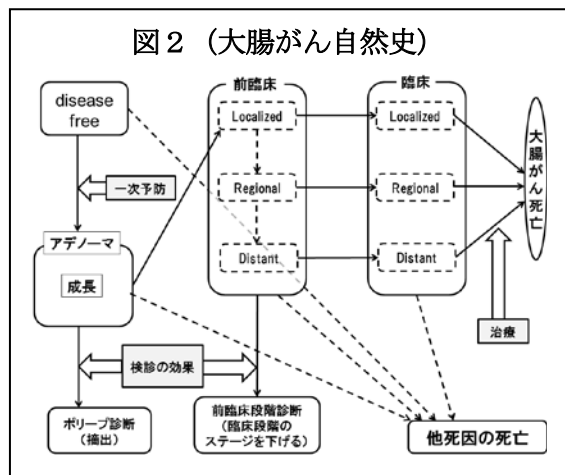 図２（大腸がん自然史）
disease
free
一次予防
アデノーマ
成長
検診の効果
ポリープ診断
（摘出）
前臨床
Localized
Regional
Distant
前臨床段階診断
（臨床段階の
ステージを下げる）
臨床
Localized
Regional
Distant
大腸がん死亡
治療
他死因の死亡